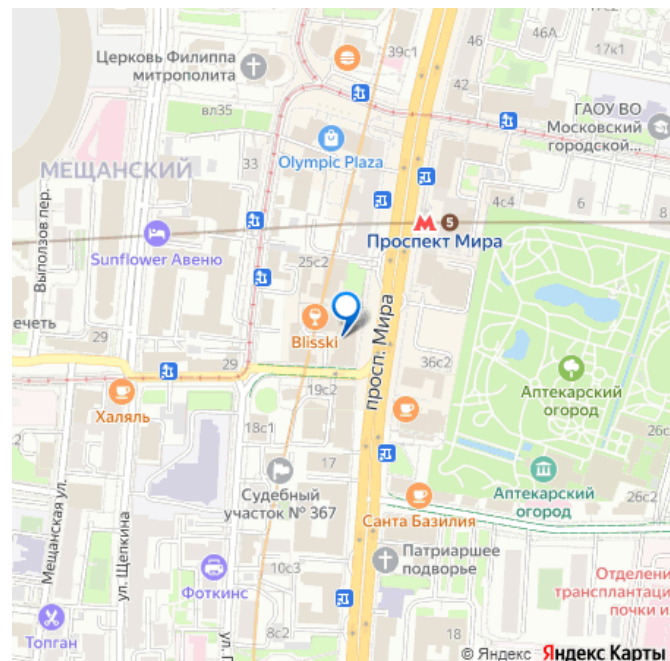 17с2
46А
39с1
46
17к1
Церковь Филиппа
митрополита
42
вл35
ГАОУ ВО
Московский
городской...
33
Olympic Plaza
МЕЩАНСКИЙ
4с4
6
8
5
Проспект Мира
Выползов пер.
Sunflower Авеню
25с2
просп. Мира
ечеть
29
Blisski
29
36с2
Аптекарский
огород
Халяль
19с2
18с1
26с
17
Судебный
участок № 367
Аптекарский
огород
26с2
Санта Базилия
Мещанская ул.
ул. Щепкина
Патриаршее
подворье
10с3
Фоткинс
Отделени
трансплантаци
почки и
Топган
8с2
18
© Яндекс Яндекс Карты